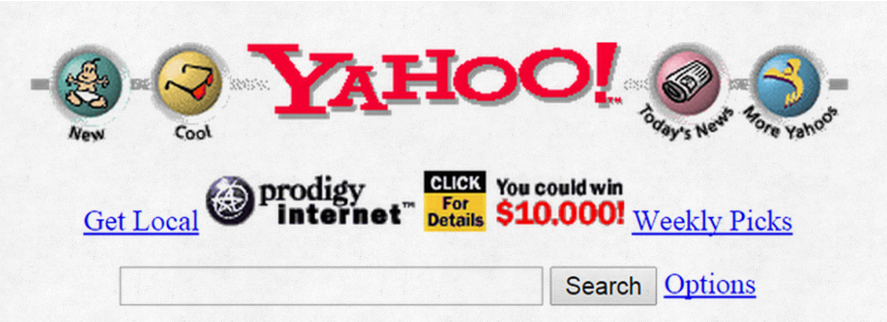 YAHOO!™
New Cool Today's News More Yahoos
Get Local prodigy internet™ CLICK For Details You could win $10,000! Weekly Picks
Search Options